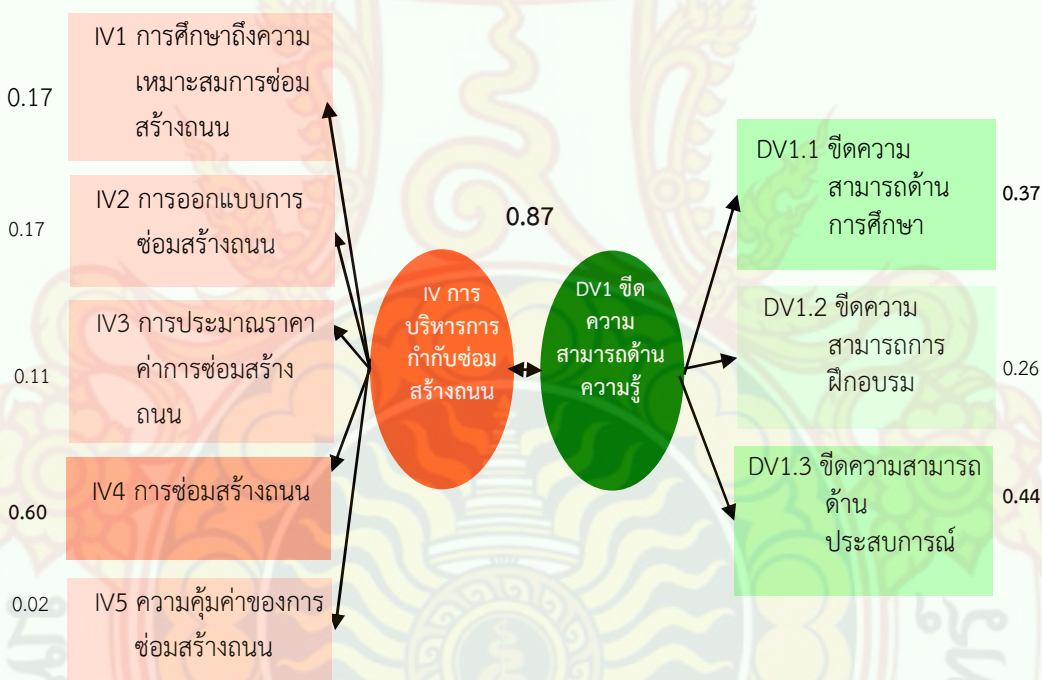 IV1 การศึกษาถึงความ
เหมาะสมการซ่อม
สร้างถนน
0.17
IV2 การออกแบบการ
ซ่อมสร้างถนน
0.17
IV3 การประมาณราคา
ค่าการซ่อมสร้าง
ถนน
0.11
IV4 การซ่อมสร้างถนน
0.60
IV5 ความคุ้มค่าของการ
ซ่อมสร้างถนน
0.02
0.87
IV การ
บริหารการ
กำกับซ่อม
สร้างถนน
DV1 ขีด
ความ
สามารถด้าน
ความรู้
DV1.1 ขีดความ
สามารถด้าน
การศึกษา
0.37
DV1.2 ขีดความ
สามารถการ
ฝึกอบรม
0.26
DV1.3 ขีดความสามารถ
ด้าน
ประสบการณ์
0.44